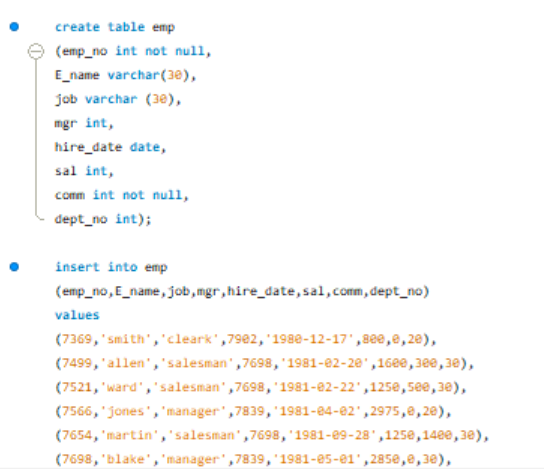 create table emp
(emp_no int not null,
E_name varchar(30),
job varchar (30),
mgr int,
hire_date date,
sal int,
comm int not null,
dept_no int);
insert into emp
(emp_no,E_name,job,mgr,hire_date,sal,comm,dept_no)
values
(7369,'smith','cleark',7902,'1980-12-17',800,0,20),
(7499,'allen','salesman',7698,'1981-02-20',1600,300,30),
(7521,'ward','salesman',7698,'1981-02-22',1250,500,30),
(7566,'jones','manager',7839,'1981-04-02',2975,0,20),
(7654,'martin','salesman',7698,'1981-09-28',1250,1400,30),
(7698,'blake','manager',7839,'1981-05-01',2850,0,30),